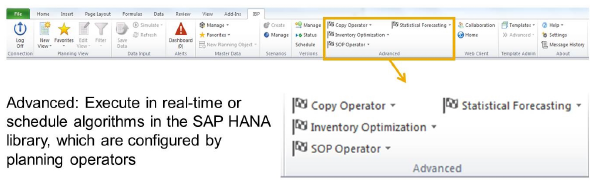 File Home Insert Page Layout Formulas Data Review View Add-Ins IBP
Log Off
Connection
New View Favorites Edit View Filter
Planning View
Save Data Simulate Refresh
Data Input
Dashboard (0)
Alerts
Manage
Favorites
New Planning Object
Master Data
Create
Manage
Scenarios
Manage
Status
Schedule
Versions
Copy Operator Statistical Forecasting
Inventory Optimization
SOP Operator
Advanced
Collaboration
Home
Web Client
Templates
Advanced
Template Admin
Help
Settings
Message History
About
Advanced: Execute in real-time or
schedule algorithms in the SAP HANA
library, which are configured by
planning operators
Copy Operator Statistical Forecasting
Inventory Optimization
SOP Operator
Advanced